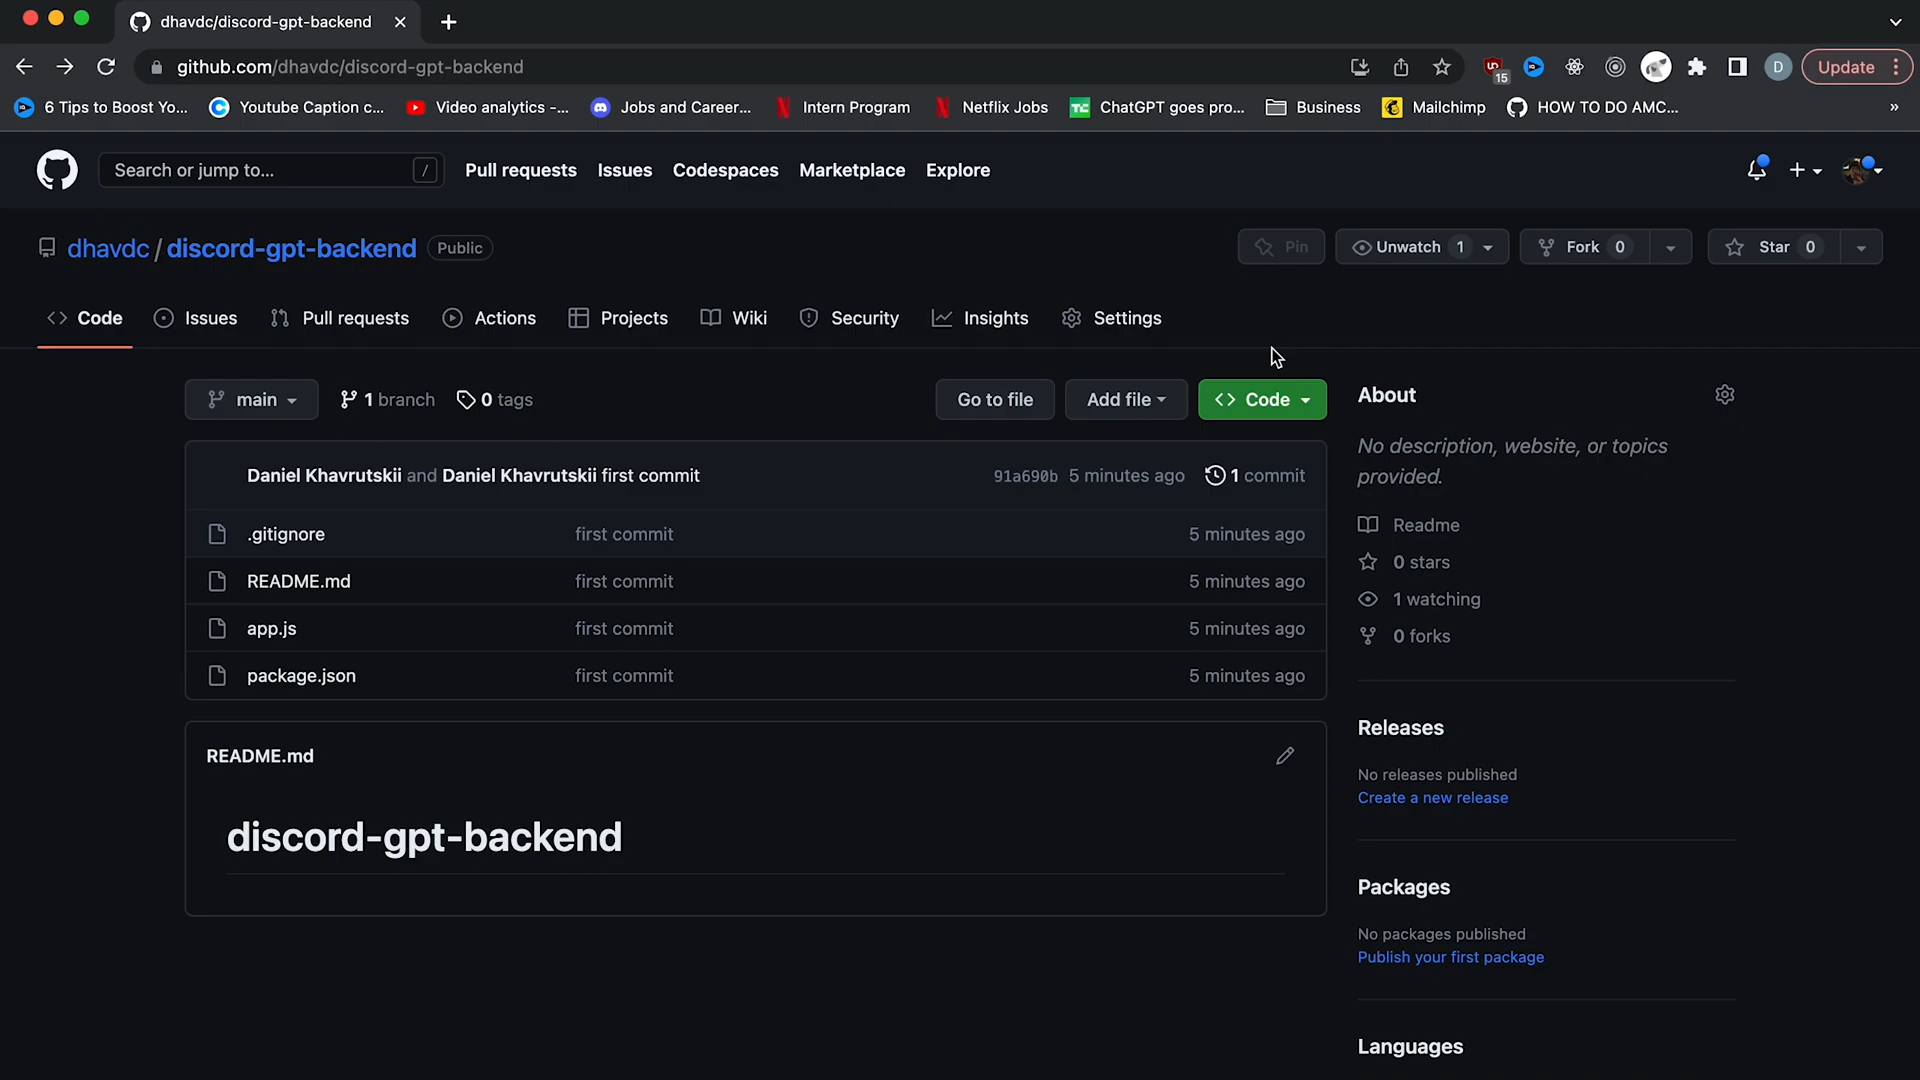 dhavdc/discord-gpt-backend
github.com/dhavdc/discord-gpt-backend
15
D
Update
6 Tips to Boost Yo...
Youtube Caption c...
Video analytics -...
Jobs and Career...
Intern Program
Netflix Jobs
ChatGPT goes pro...
Business
Mailchimp
HOW TO DO AMC...
»
Search or jump to...
/
Pull requests
Issues
Codespaces
Marketplace
Explore
dhavdc / discord-gpt-backend
Public
Pin
Unwatch 1
Fork 0
Star 0
Code
Issues
Pull requests
Actions
Projects
Wiki
Security
Insights
Settings
main
1 branch
0 tags
Go to file
Add file
Code
Daniel Khavrutskii and Daniel Khavrutskii first commit
91a690b 5 minutes ago
1 commit
.gitignore
first commit
5 minutes ago
README.md
first commit
5 minutes ago
app.js
first commit
5 minutes ago
package.json
first commit
5 minutes ago
README.md
discord-gpt-backend
About
No description, website, or topics
provided.
Readme
0 stars
1 watching
0 forks
Releases
No releases published
Create a new release
Packages
No packages published
Publish your first package
Languages